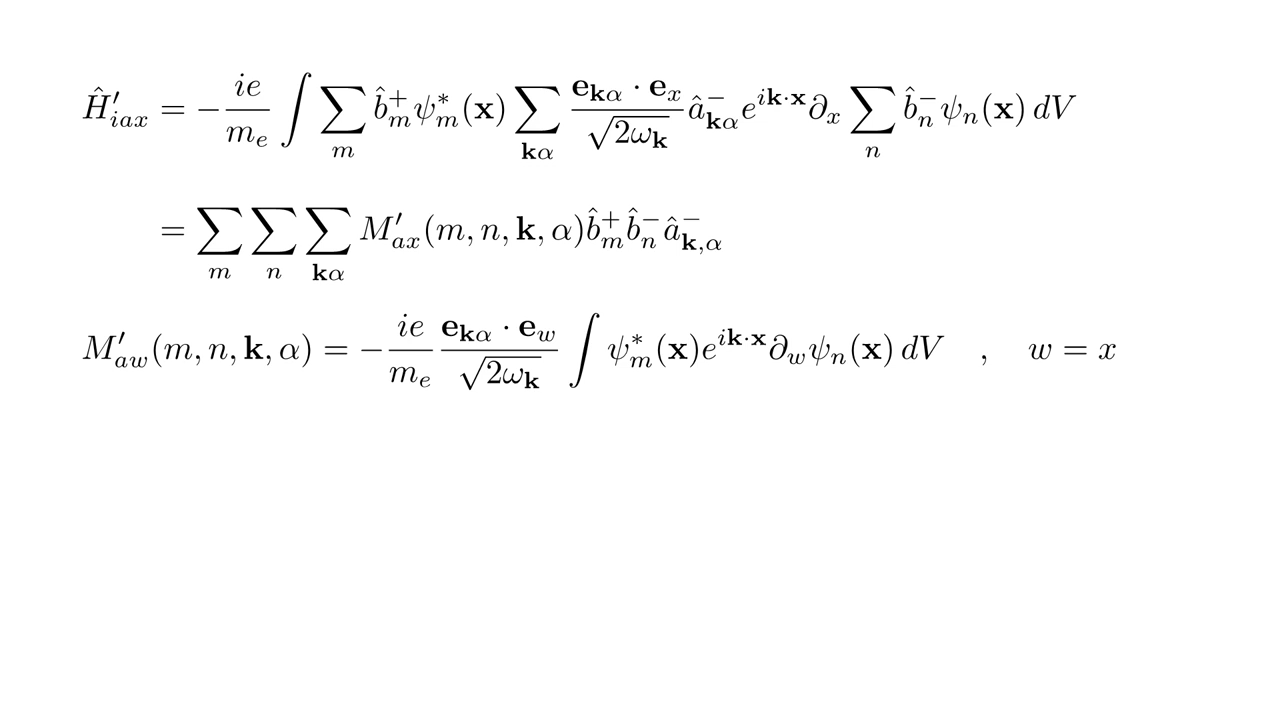 $\hat{H}'_{iax} = -\frac{ie}{m_e} \int \sum_m \hat{b}^+_m \psi^*_m(\mathbf{x}) \sum_{\mathbf{k}\alpha} \frac{\mathbf{e}_{\mathbf{k}\alpha} \cdot \mathbf{e}_x}{\sqrt{2\omega_{\mathbf{k}}}} \hat{a}^-_{\mathbf{k}\alpha} e^{i\mathbf{k}\cdot\mathbf{x}} \partial_x \sum_n \hat{b}^-_n \psi_n(\mathbf{x})\, dV$
$= \sum_m \sum_n \sum_{\mathbf{k}\alpha} M'_{ax}(m, n, \mathbf{k}, \alpha) \hat{b}^+_m \hat{b}^-_n \hat{a}^-_{\mathbf{k},\alpha}$
$M'_{aw}(m, n, \mathbf{k}, \alpha) = -\frac{ie}{m_e} \frac{\mathbf{e}_{\mathbf{k}\alpha} \cdot \mathbf{e}_w}{\sqrt{2\omega_{\mathbf{k}}}} \int \psi^*_m(\mathbf{x}) e^{i\mathbf{k}\cdot\mathbf{x}} \partial_w \psi_n(\mathbf{x})\, dV \quad , \quad w = x$